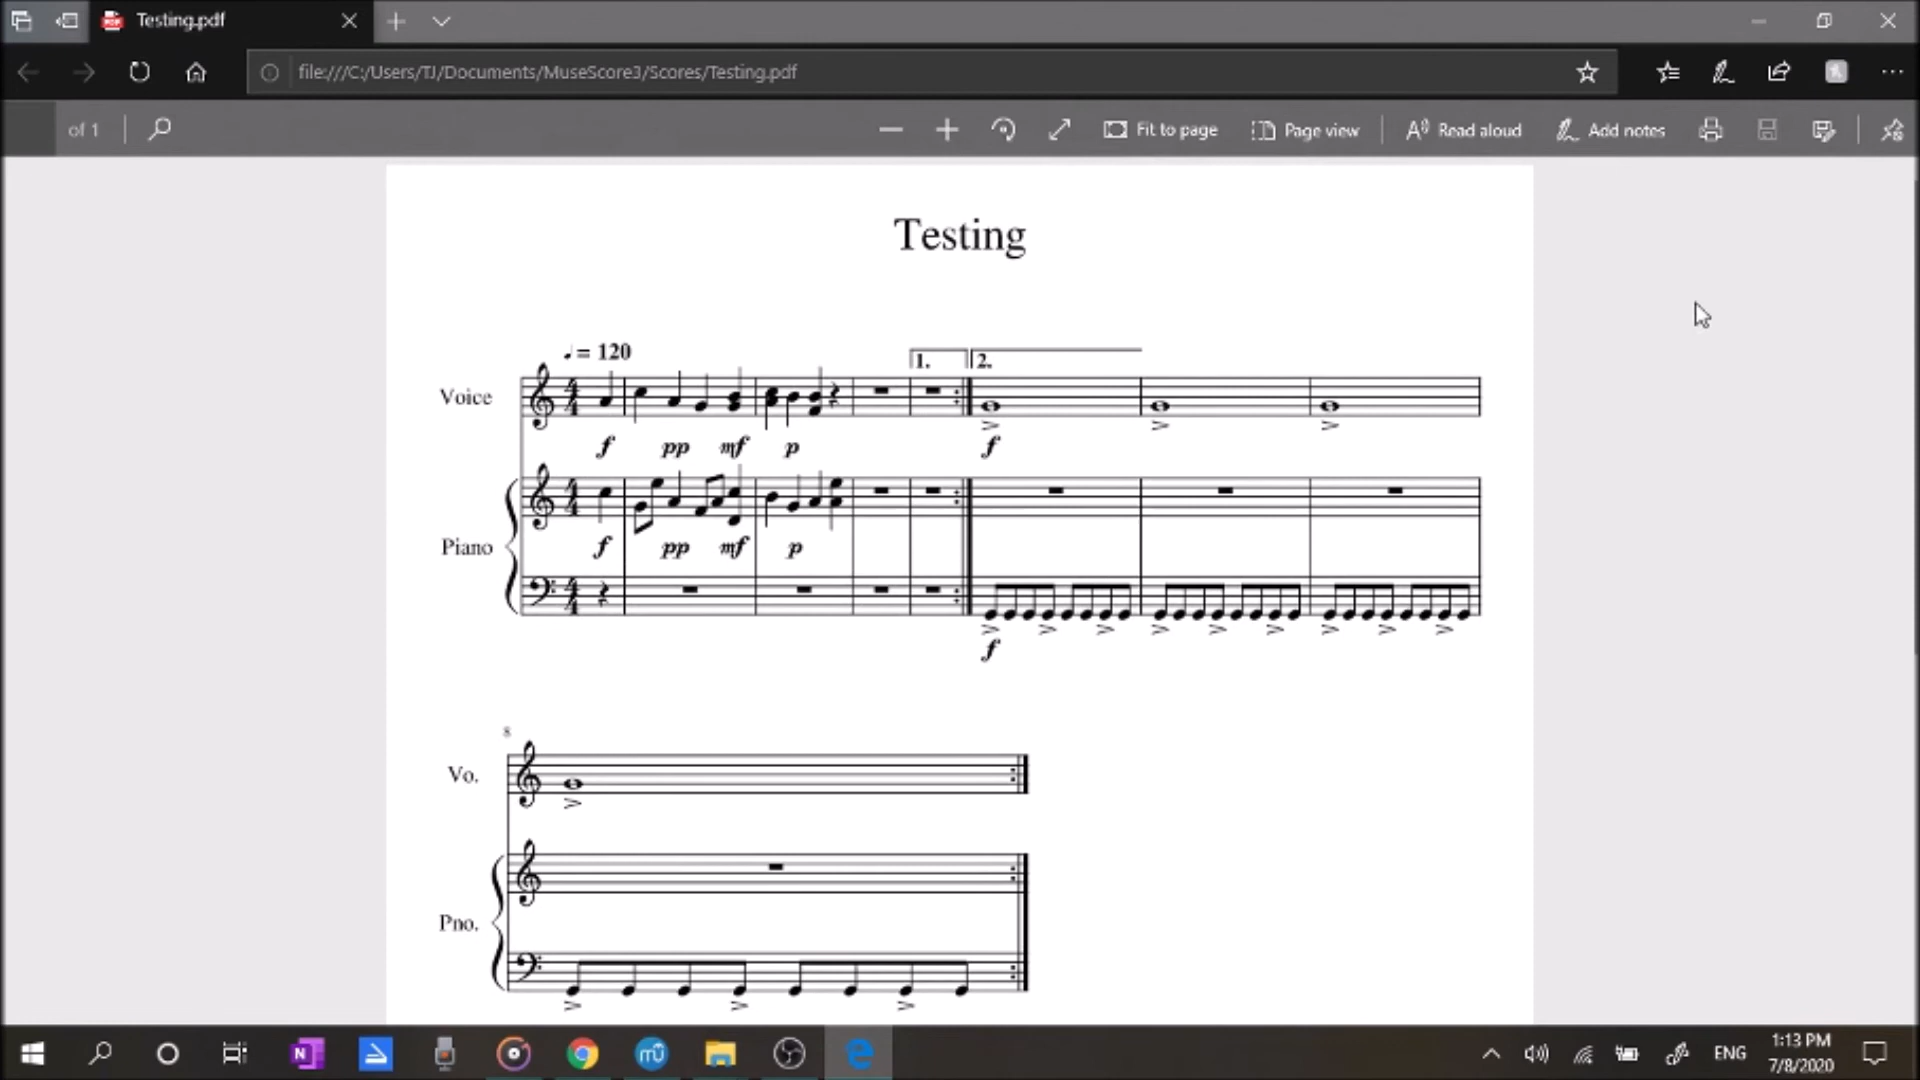 Testing.pdf
file:///C:/Users/TJ/Documents/MuseScore3/Scores/Testing.pdf
of 1
Fit to page
Page view
Read aloud
Add notes
Testing
= 120
1.
2.
Voice
f pp mf p f
Piano
f pp mf p
f
8
Vo.
Pno.
ENG
1:13 PM
7/8/2020